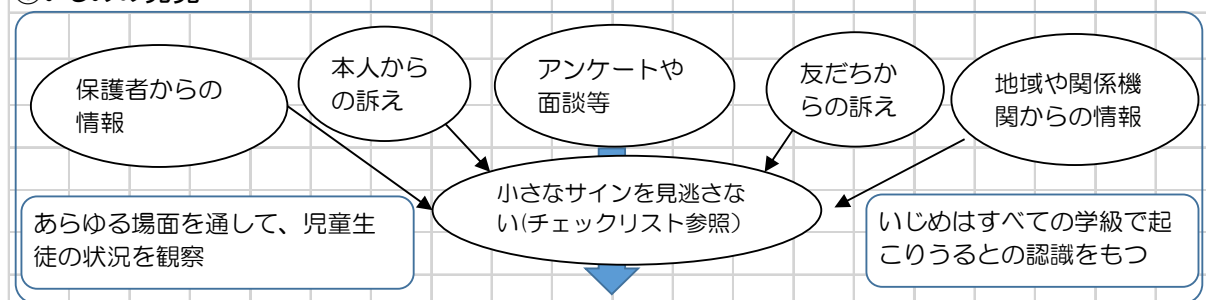 保護者からの
情報
本人から
の訴え
アンケートや
面談等
友だちか
らの訴え
地域や関係機
関からの情報
小さなサインを見逃さな
い(チェックリスト参照）
あらゆる場面を通して、児童生
徒の状況を観察
いじめはすべての学級で起
こりうるとの認識をもつ